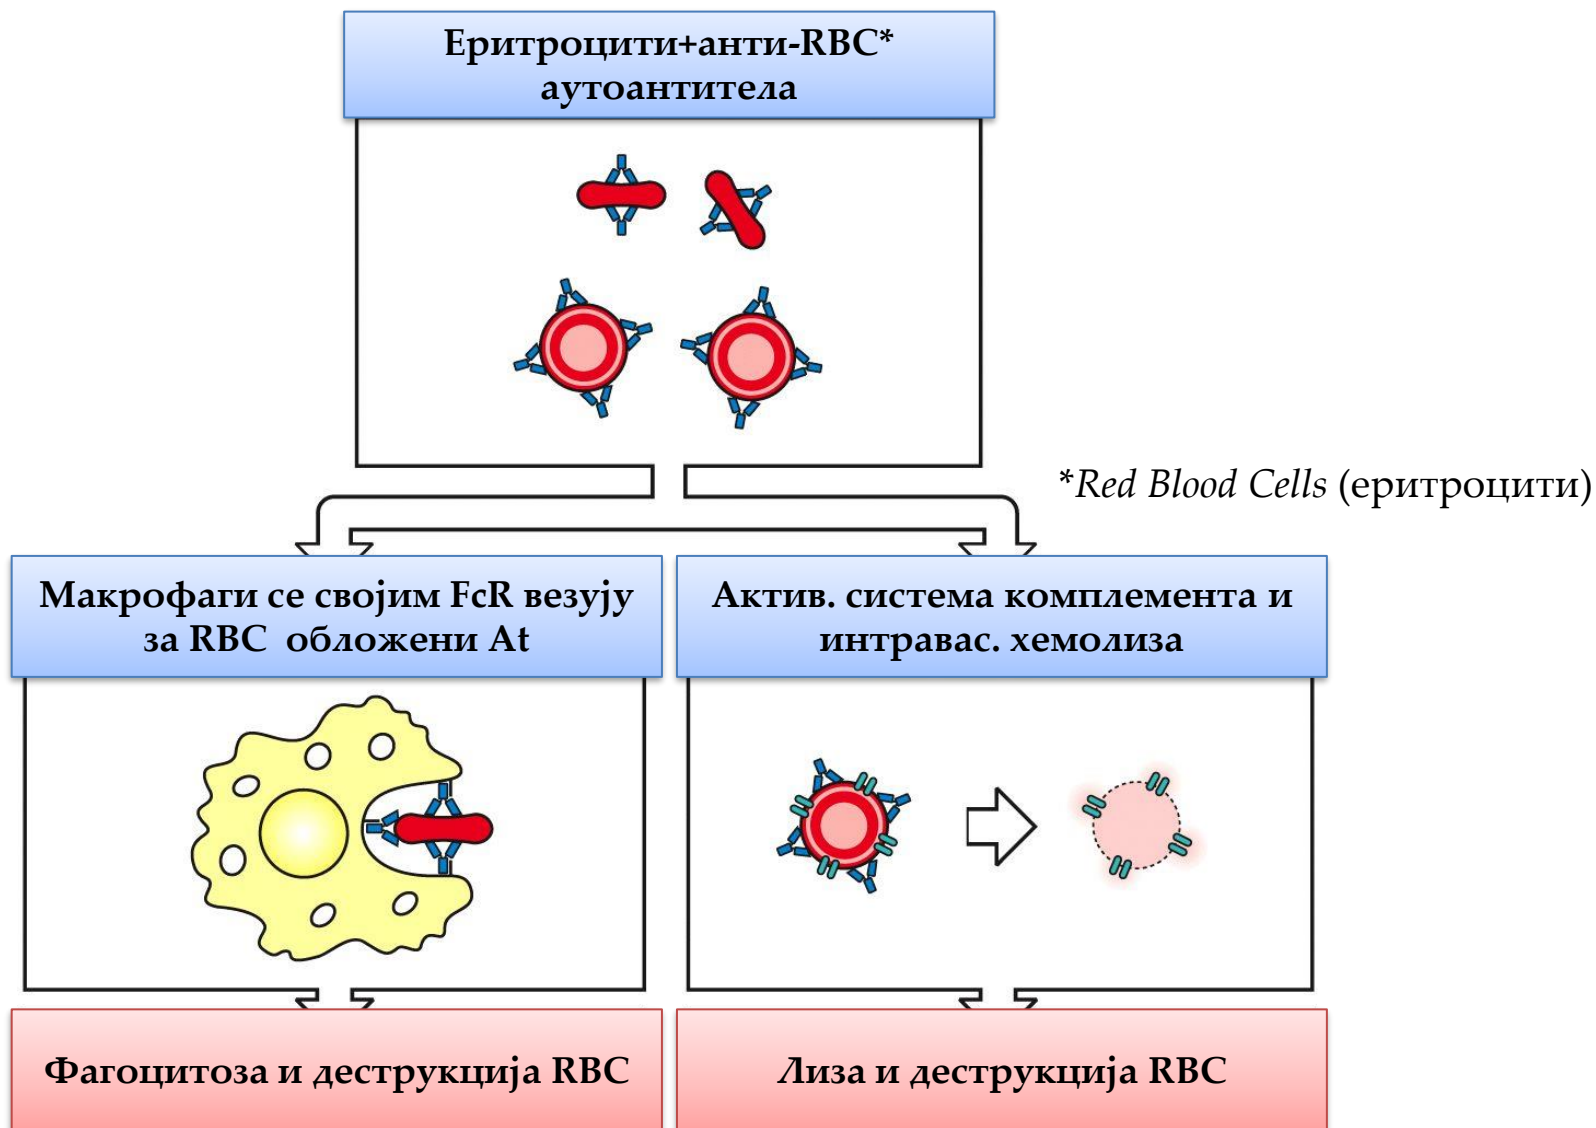 Еритроцити+анти-RBC*
аутоантитела
*Red Blood Cells (еритроцити)
Макрофаги се својим FcR везују
за RBC обложени At
Актив. система комплемента и
интравас. хемолиза
Фагоцитоза и деструкција RBC
Лиза и деструкција RBC